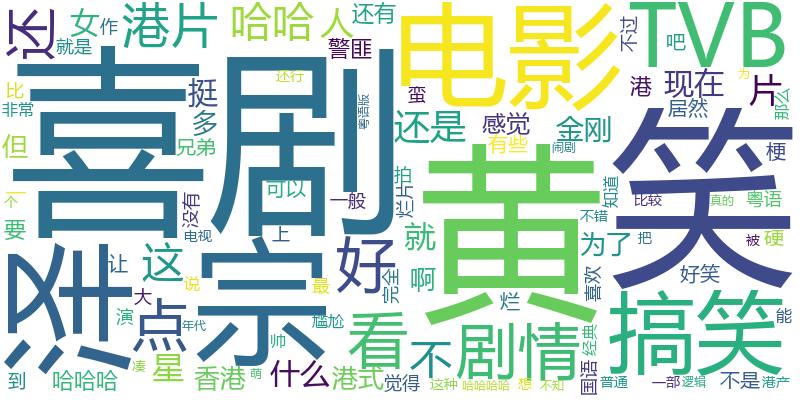 还
女
作
港片
哈哈
人
还有
电影
不过
TVB
就是
警匪
吧
喜剧
比
非常
挺
还行
蛮
港
现在
片
那么
为
多
粤语版
还是
感觉
金刚
居然
笑
但
兄弟
有些
闹剧
黄
梗
个
要
没有
可以
一般
拍
烂片
知道
比较
真的
粤语
电视
上
不错
淫
宗
这
好
就
啊
为了
把
被
硬
让
说
最
完全
烂
喜欢
好笑
大
演
点
年代
帅
尴尬
看
不
剧情
经典
搞笑
能
到
哈哈哈
凑
星
香港
萌
什么
港式
觉得
这种
哈哈哈哈
想
不知
国语
普通
一部
逻辑
不是
港产